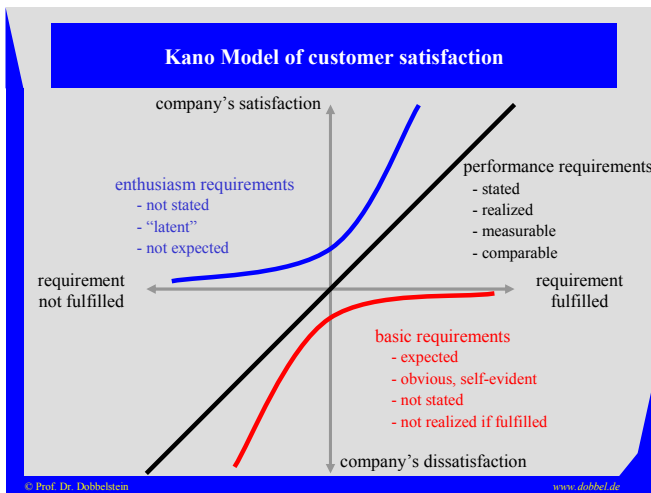 Kano Model of customer satisfaction
company’s satisfaction
performance requirements
- stated
- realized
- measurable
- comparable
enthusiasm requirements
- not stated
- “latent”
- not expected
requirement
not fulfilled
requirement
fulfilled
basic requirements
- expected
- obvious, self-evident
- not stated
- not realized if fulfilled
company’s dissatisfaction
© Prof. Dr. Dobbelstein
www.dobbel.de